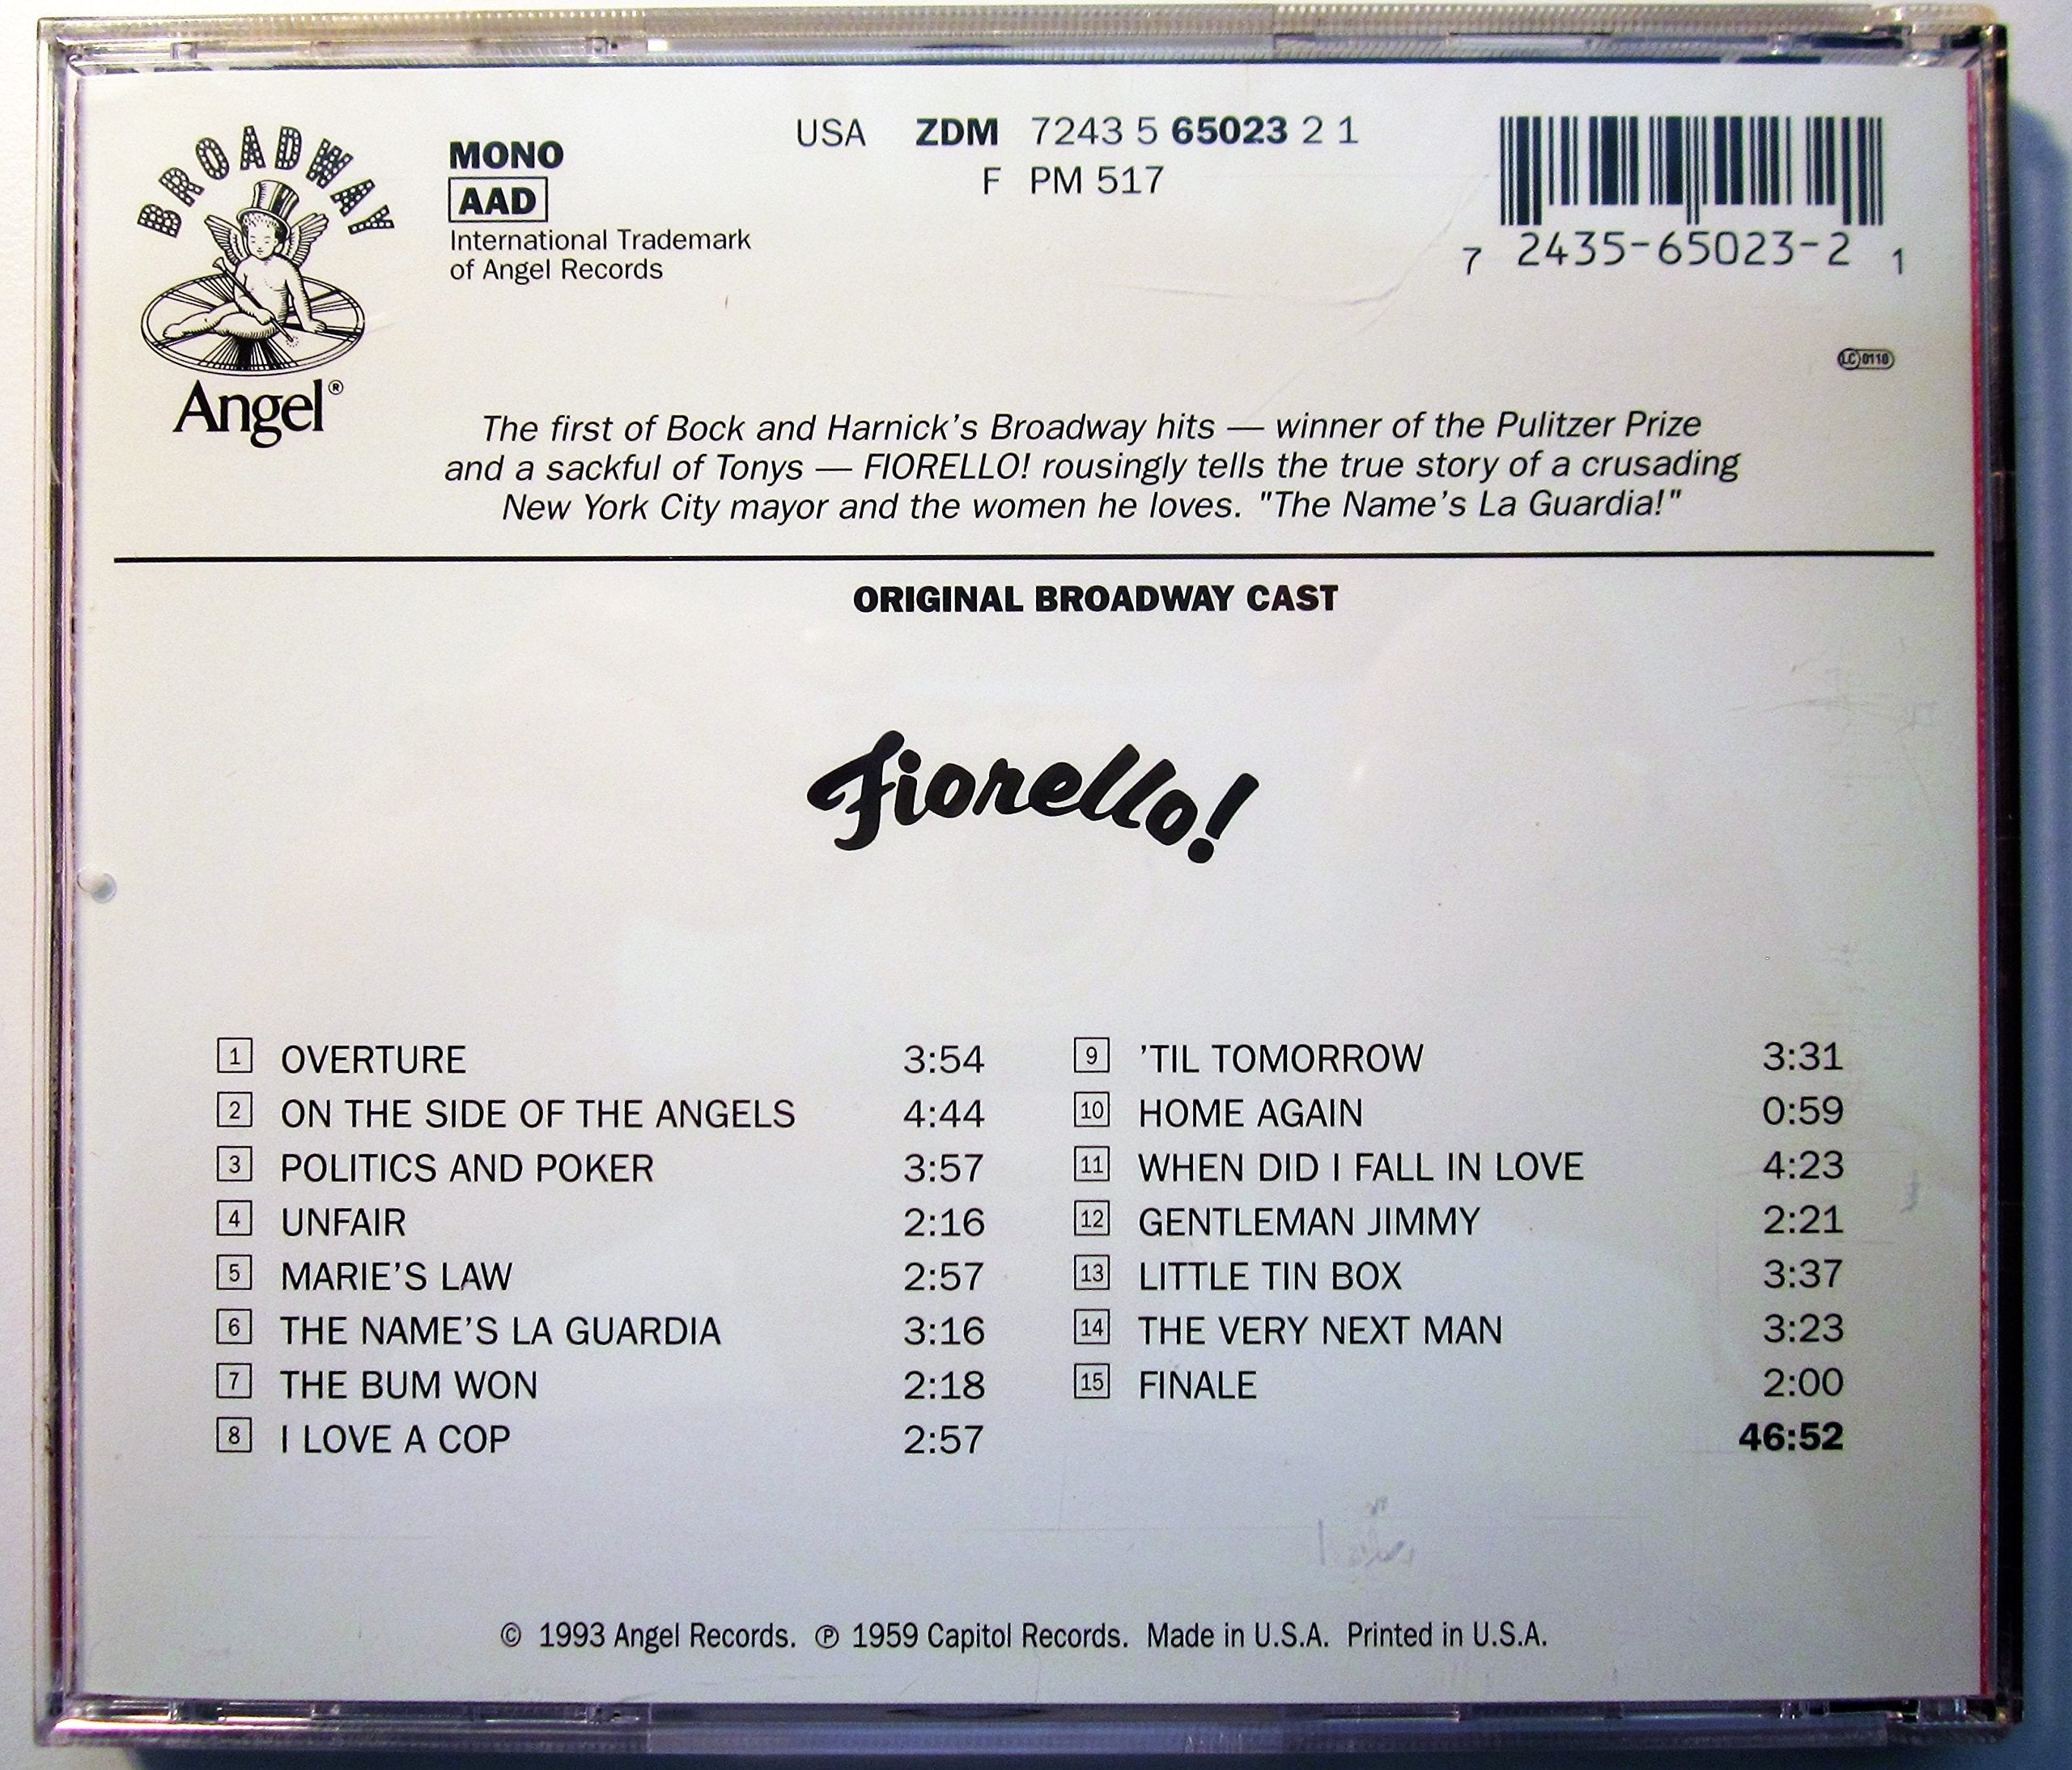 BROADWAY
Angel®
MONO
AAD
International Trademark
of Angel Records
USA ZDM 7243 5 65023 2 1
F PM 517
7 2435-65023-2 1
LC 0110
The first of Bock and Harnick's Broadway hits — winner of the Pulitzer Prize
and a sackful of Tonys — FIORELLO! rousingly tells the true story of a crusading
New York City mayor and the women he loves. "The Name's La Guardia!"
ORIGINAL BROADWAY CAST
Fiorello!
1 OVERTURE 3:54
2 ON THE SIDE OF THE ANGELS 4:44
3 POLITICS AND POKER 3:57
4 UNFAIR 2:16
5 MARIE'S LAW 2:57
6 THE NAME'S LA GUARDIA 3:16
7 THE BUM WON 2:18
8 I LOVE A COP 2:57
9 'TIL TOMORROW 3:31
10 HOME AGAIN 0:59
11 WHEN DID I FALL IN LOVE 4:23
12 GENTLEMAN JIMMY 2:21
13 LITTLE TIN BOX 3:37
14 THE VERY NEXT MAN 3:23
15 FINALE 2:00
46:52
© 1993 Angel Records. ℗ 1959 Capitol Records. Made in U.S.A. Printed in U.S.A.